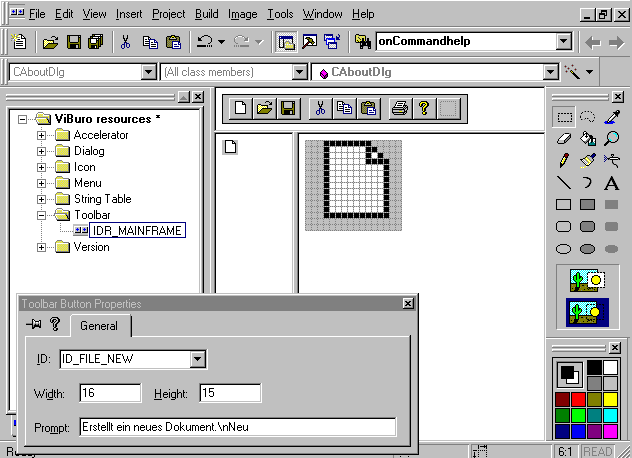 File Edit View Insert Project Build Image Tools Window Help
onCommandhelp
CAboutDlg (All class members) CAboutDlg
ViBuro resources *
Accelerator
Dialog
Icon
Menu
String Table
Toolbar
IDR_MAINFRAME
Version
A
Toolbar Button Properties
General
ID: ID_FILE_NEW
Width: 16 Height: 15
Prompt: Erstellt ein neues Dokument.\nNeu
6:1 READ